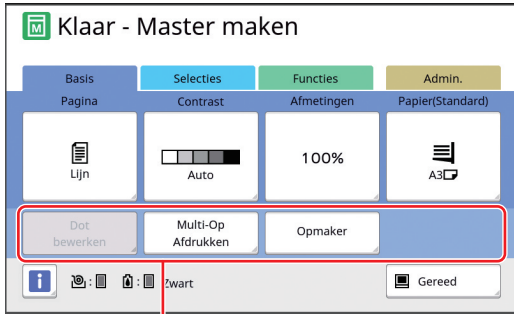 M Klaar - Master maken
Basis Selecties Functies Admin.
Pagina Contrast Afmetingen Papier(Standard)
Lijn Auto 100% A3
Dot bewerken
Multi-Op Afdrukken
Opmaker
i : : Zwart Gereed